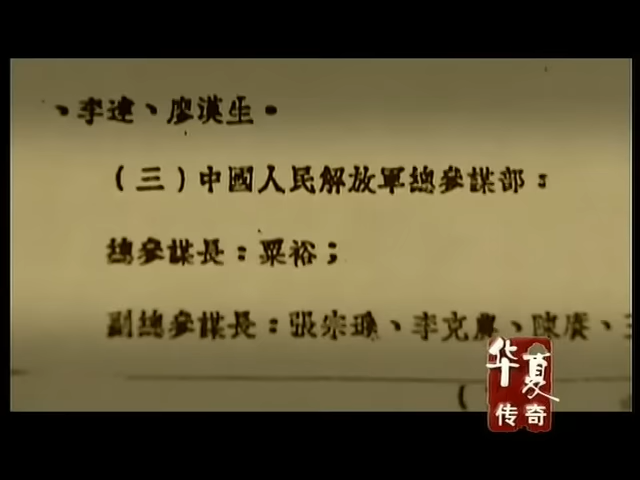 、李達、廖漢生。
(三)中國人民解放軍總參謀部：
總參謀長：粟裕；
副總參謀長：張宗遜、李克農、陳賡、
华夏
传奇